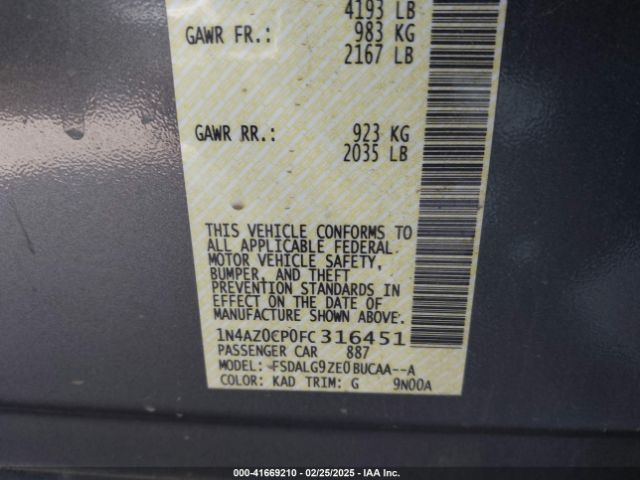 4193 LB
GAWR FR.: 983 KG
2167 LB
GAWR RR.: 923 KG
2035 LB
THIS VEHICLE CONFORMS TO
ALL APPLICABLE FEDERAL
MOTOR VEHICLE SAFETY,
BUMPER, AND THEFT
PREVENTION STANDARDS IN
EFFECT ON THE DATE OF
MANUFACTURE SHOWN ABOVE.
1N4AZ0CP0FC316451
PASSENGER CAR 887
MODEL: FSDALG9ZE0BUCAA--A
COLOR: KAD TRIM: G 9N00A
000-41669210 - 02/25/2025 - IAA Inc.